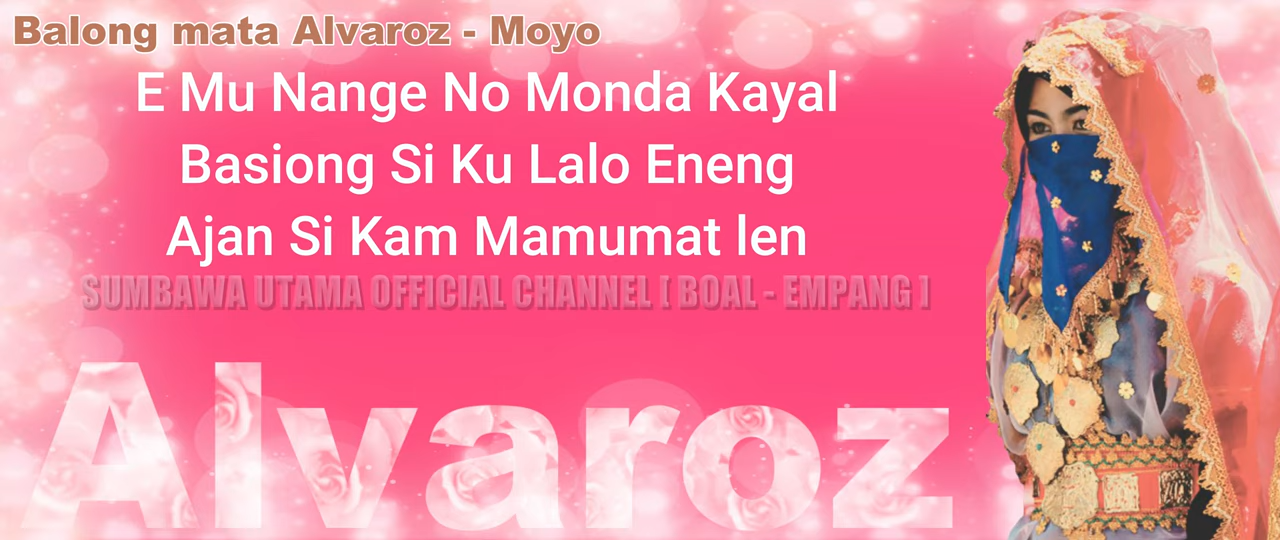 Balong mata Alvaroz - Moyo
E Mu Nange No Monda Kayal
Basiong Si Ku Lalo Eneng
Ajan Si Kam Mamumat len
SUMBAWA UTAMA OFFICIAL CHANNEL [ BOAL - EMPANG ]
Alvaroz